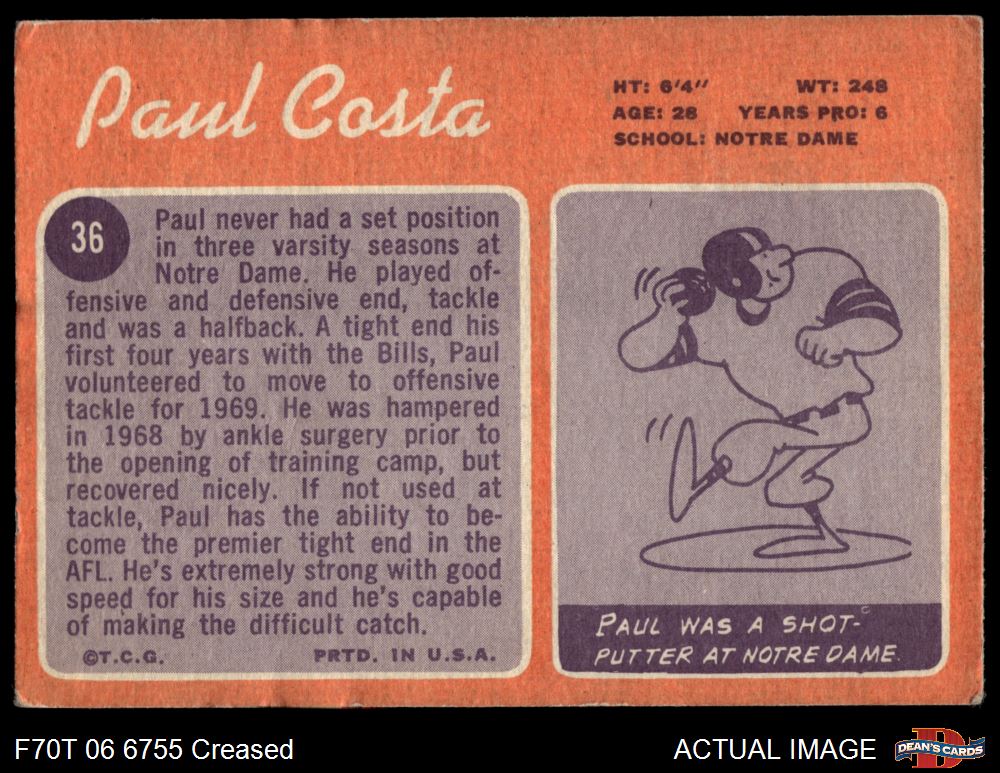 Paul Costa
HT: 6'4" WT: 248
AGE: 28 YEARS PRO: 6
SCHOOL: NOTRE DAME
36
Paul never had a set position
in three varsity seasons at
Notre Dame. He played of-
fensive and defensive end, tackle
and was a halfback. A tight end his
first four years with the Bills, Paul
volunteered to move to offensive
tackle for 1969. He was hampered
in 1968 by ankle surgery prior to
the opening of training camp, but
recovered nicely. If not used at
tackle, Paul has the ability to be-
come the premier tight end in the
AFL. He's extremely strong with good
speed for his size and he's capable
of making the difficult catch.
©T.C.G. PRTD. IN U.S.A.
PAUL WAS A SHOT-
PUTTER AT NOTRE DAME.
F70T 06 6755 Creased
ACTUAL IMAGE
DEAN'S CARDS